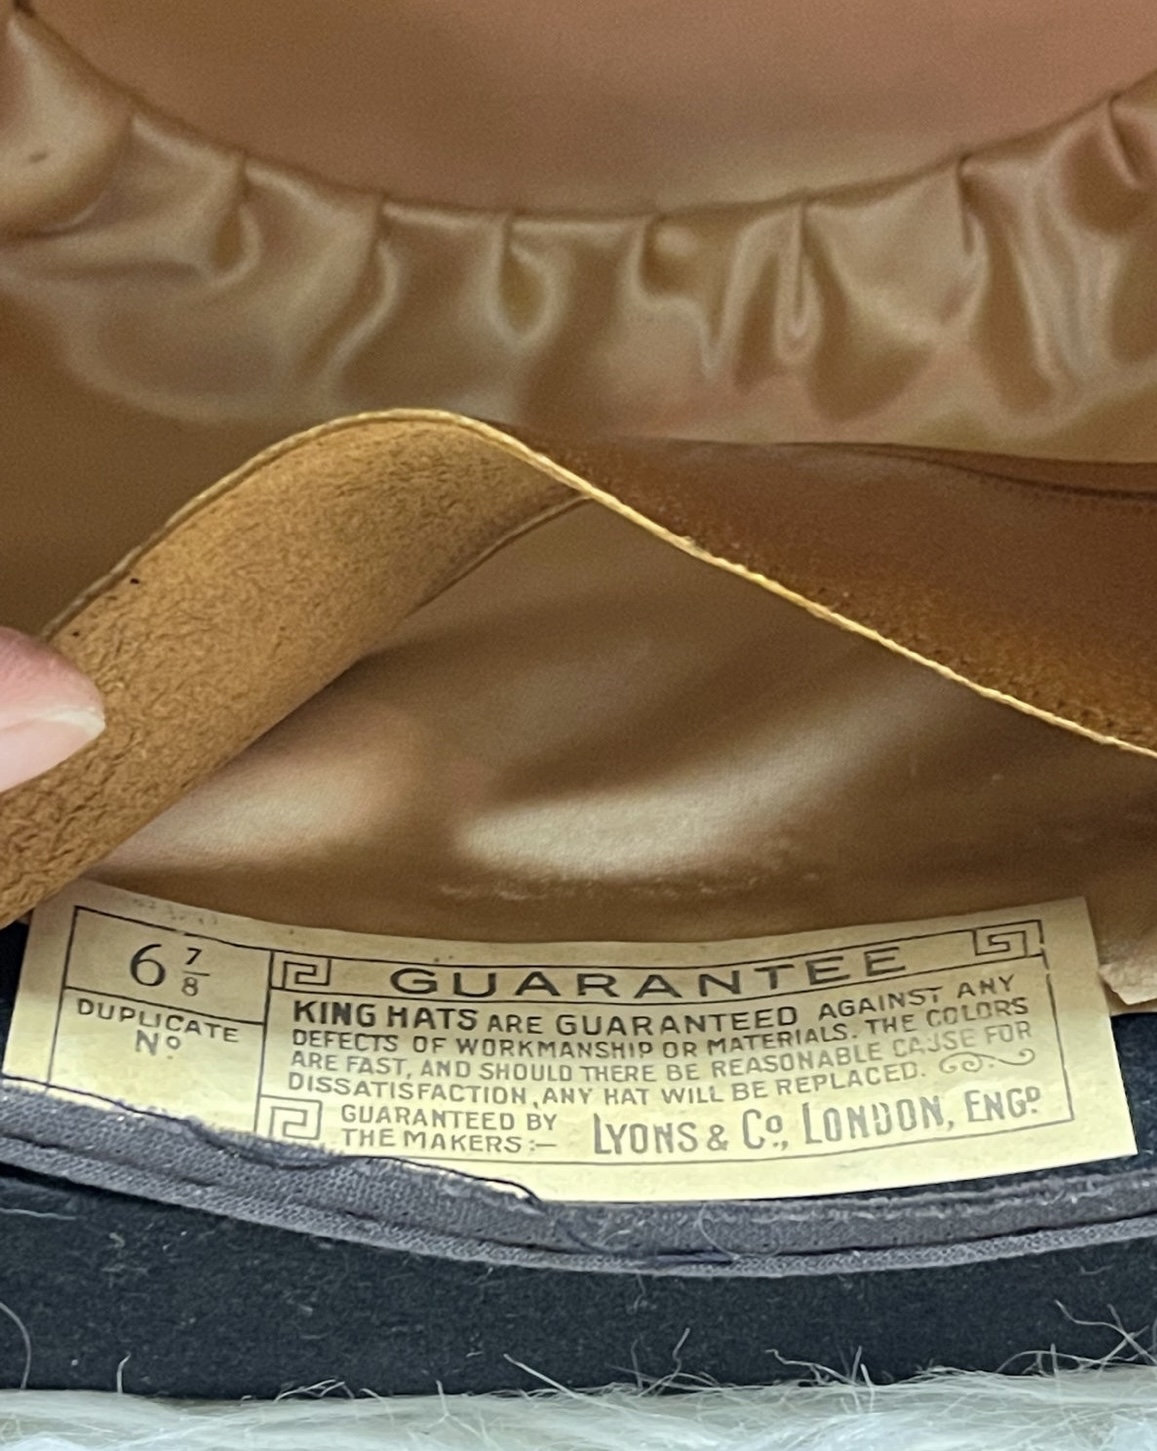 6 7/8
DUPLICATE
Nº
GUARANTEE
KING HATS ARE GUARANTEED AGAINST ANY
DEFECTS OF WORKMANSHIP OR MATERIALS. THE COLORS
ARE FAST, AND SHOULD THERE BE REASONABLE CAUSE FOR
DISSATISFACTION, ANY HAT WILL BE REPLACED.
GUARANTEED BY
THE MAKERS:—
LYONS & Cº, LONDON, ENGᴰ